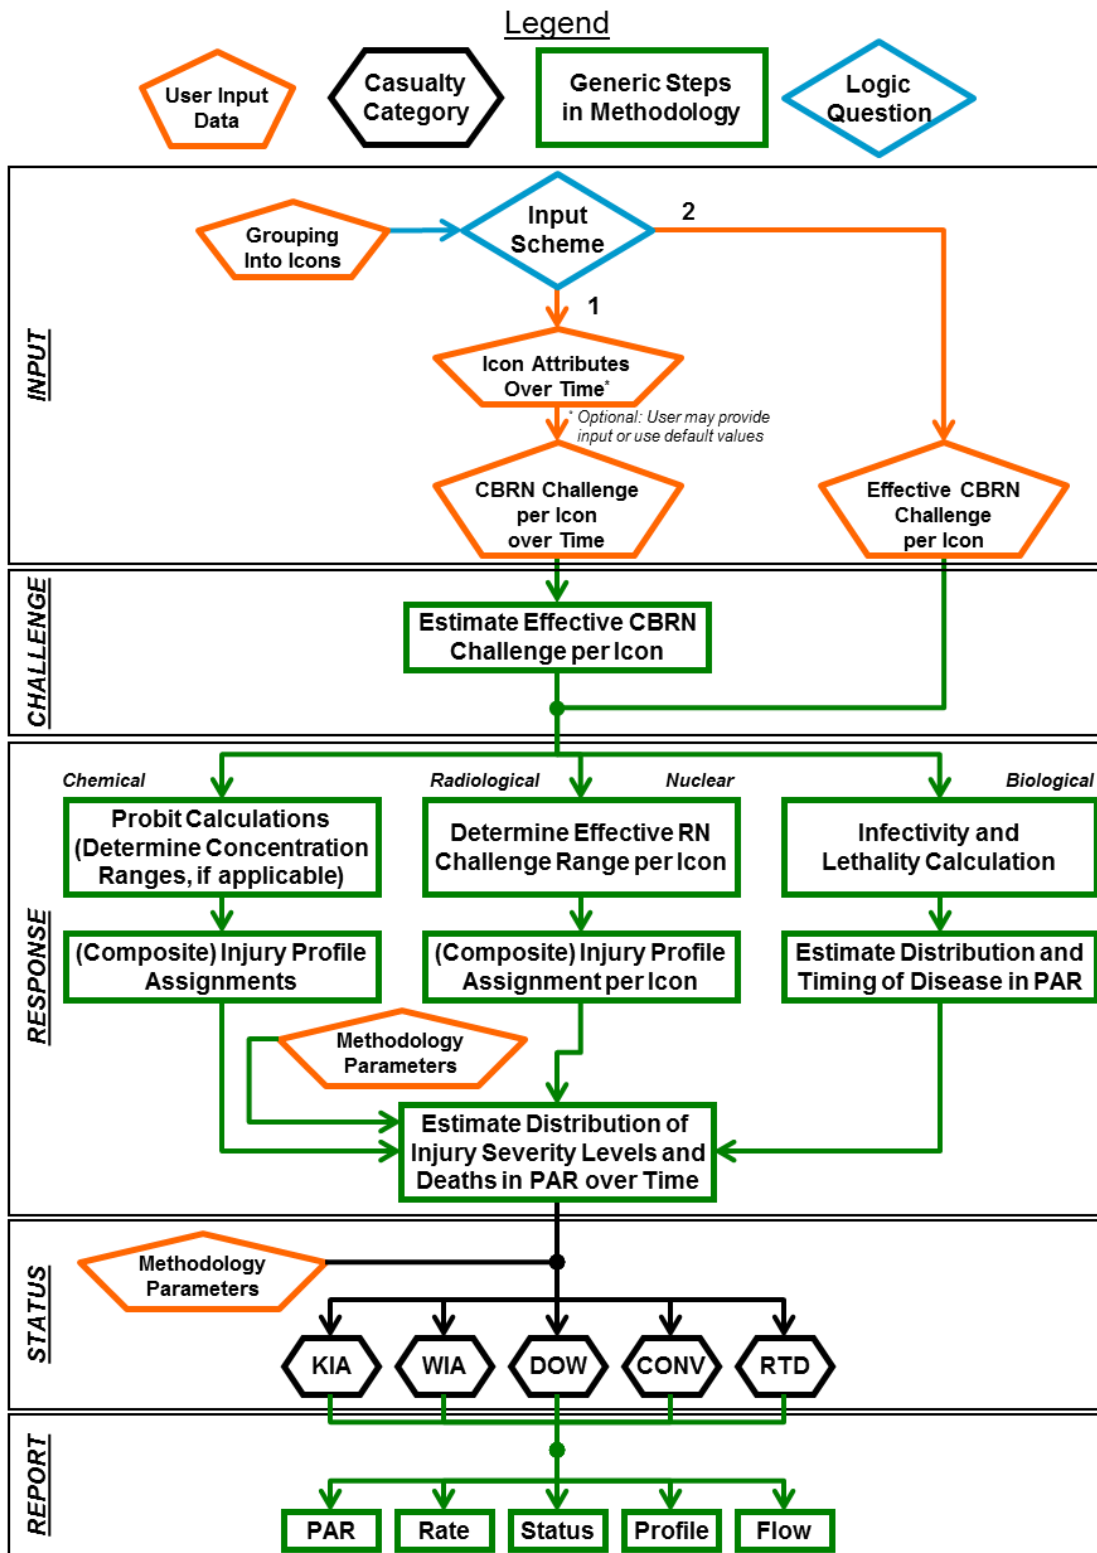 Legend
User Input
Data
Casualty
Category
Generic Steps
in Methodology
Logic
Question
INPUT
Grouping
Into Icons
Input
Scheme
2
1
Icon Attributes
Over Time*
* Optional: User may provide
input or use default values
CBRN Challenge
per Icon
over Time
Effective CBRN
Challenge
per Icon
CHALLENGE
Estimate Effective CBRN
Challenge per Icon
RESPONSE
Chemical
Radiological
Nuclear
Biological
Probit Calculations
(Determine Concentration
Ranges, if applicable)
Determine Effective RN
Challenge Range per Icon
Infectivity and
Lethality Calculation
(Composite) Injury Profile
Assignments
(Composite) Injury Profile
Assignment per Icon
Estimate Distribution and
Timing of Disease in PAR
Methodology
Parameters
Estimate Distribution of
Injury Severity Levels and
Deaths in PAR over Time
STATUS
Methodology
Parameters
KIA
WIA
DOW
CONV
RTD
REPORT
PAR
Rate
Status
Profile
Flow